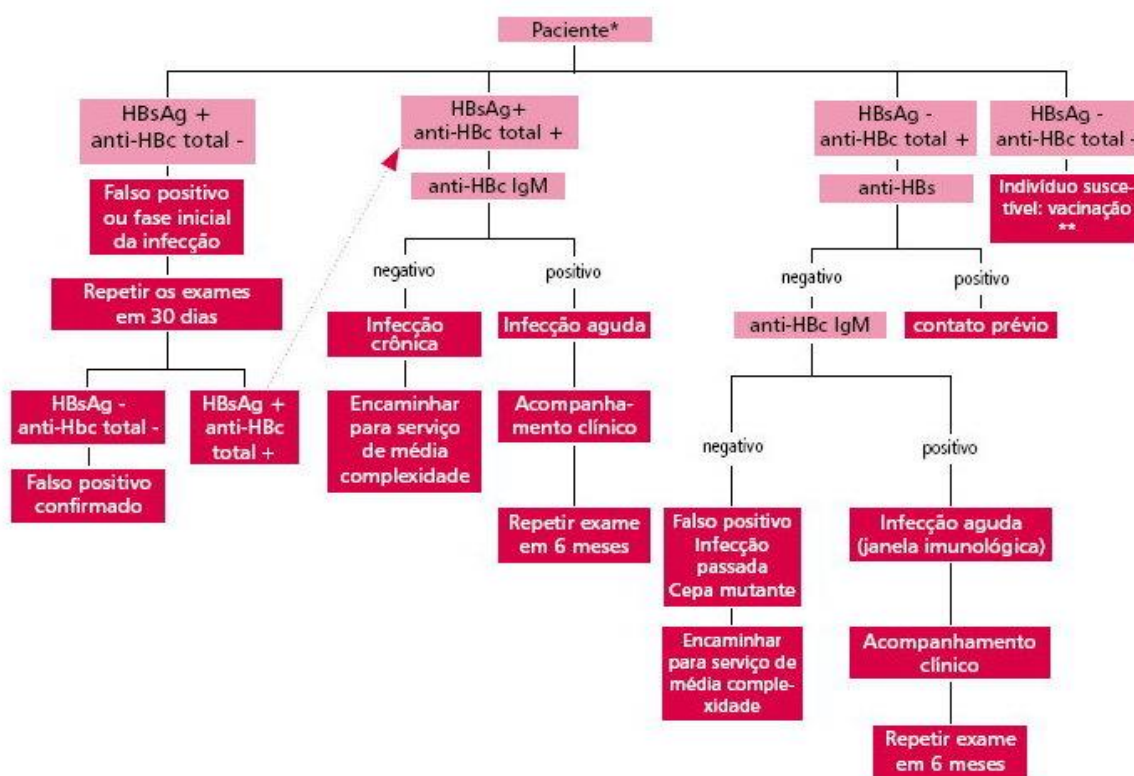 Paciente*
HBsAg +
anti-HBc total -
HBsAg+
anti-HBc total +
HBsAg -
anti-HBc total +
HBsAg -
anti-HBc total -
Falso positivo
ou fase inicial
da infecção
anti-HBc IgM
anti-HBs
Indivíduo susce-
tível: vacinação
**
Repetir os exames
em 30 dias
negativo
positivo
negativo
positivo
Infecção
crônica
Infecção aguda
anti-HBc IgM
contato prévio
HBsAg -
anti-Hbc total -
HBsAg +
anti-HBc
total +
Encaminhar
para serviço
de média
complexidade
Acompanha-
mento clínico
negativo
positivo
Falso positivo
confirmado
Repetir exame
em 6 meses
Falso positivo
Infecção
passada
Cepa mutante
Infecção aguda
(janela imunológica)
Encaminhar
para serviço de
média comple-
xidade
Acompanhamento
clínico
Repetir exame
em 6 meses